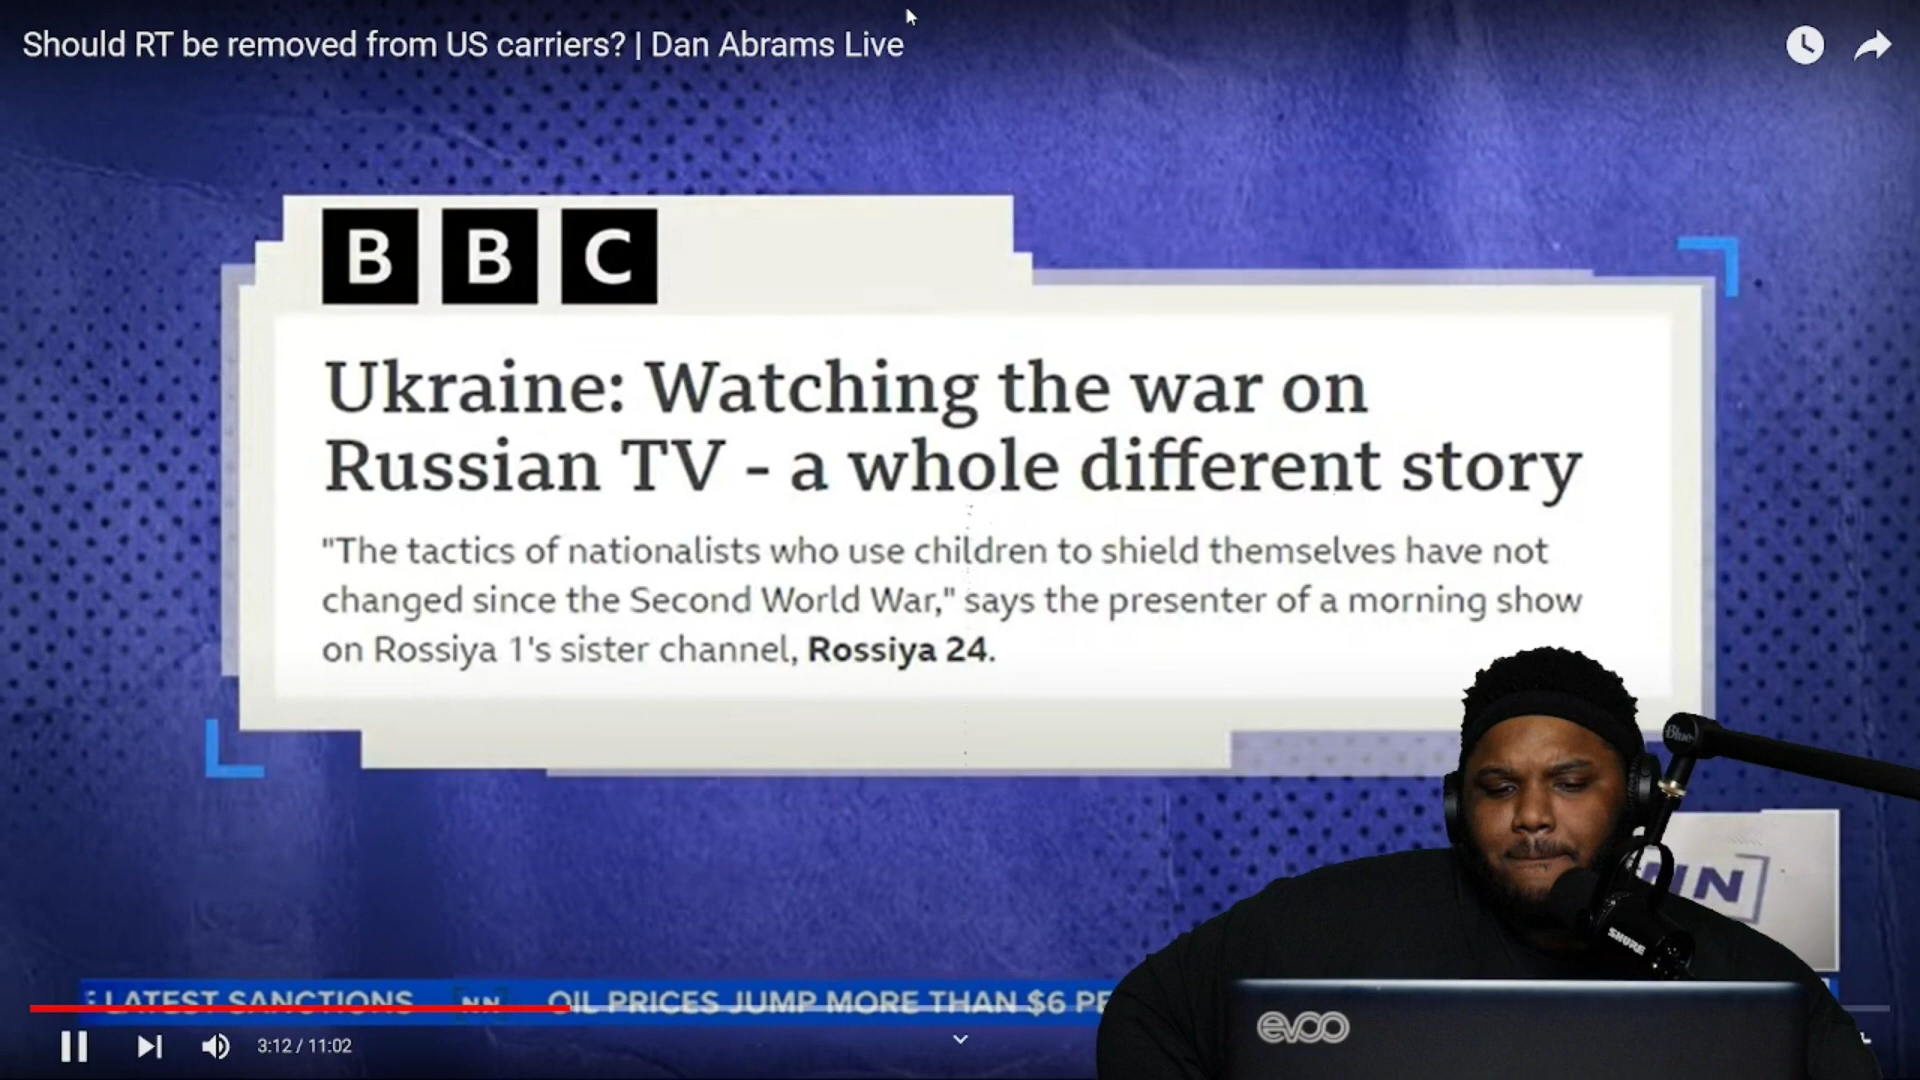 Should RT be removed from US carriers? | Dan Abrams Live
BBC
Ukraine: Watching the war on
Russian TV - a whole different story
"The tactics of nationalists who use children to shield themselves have not
changed since the Second World War," says the presenter of a morning show
on Rossiya 1's sister channel, Rossiya 24.
Blue
NN
SHURE
LATEST SANCTIONS NN OIL PRICES JUMP MORE THAN $6
evoo
3:12 / 11:02